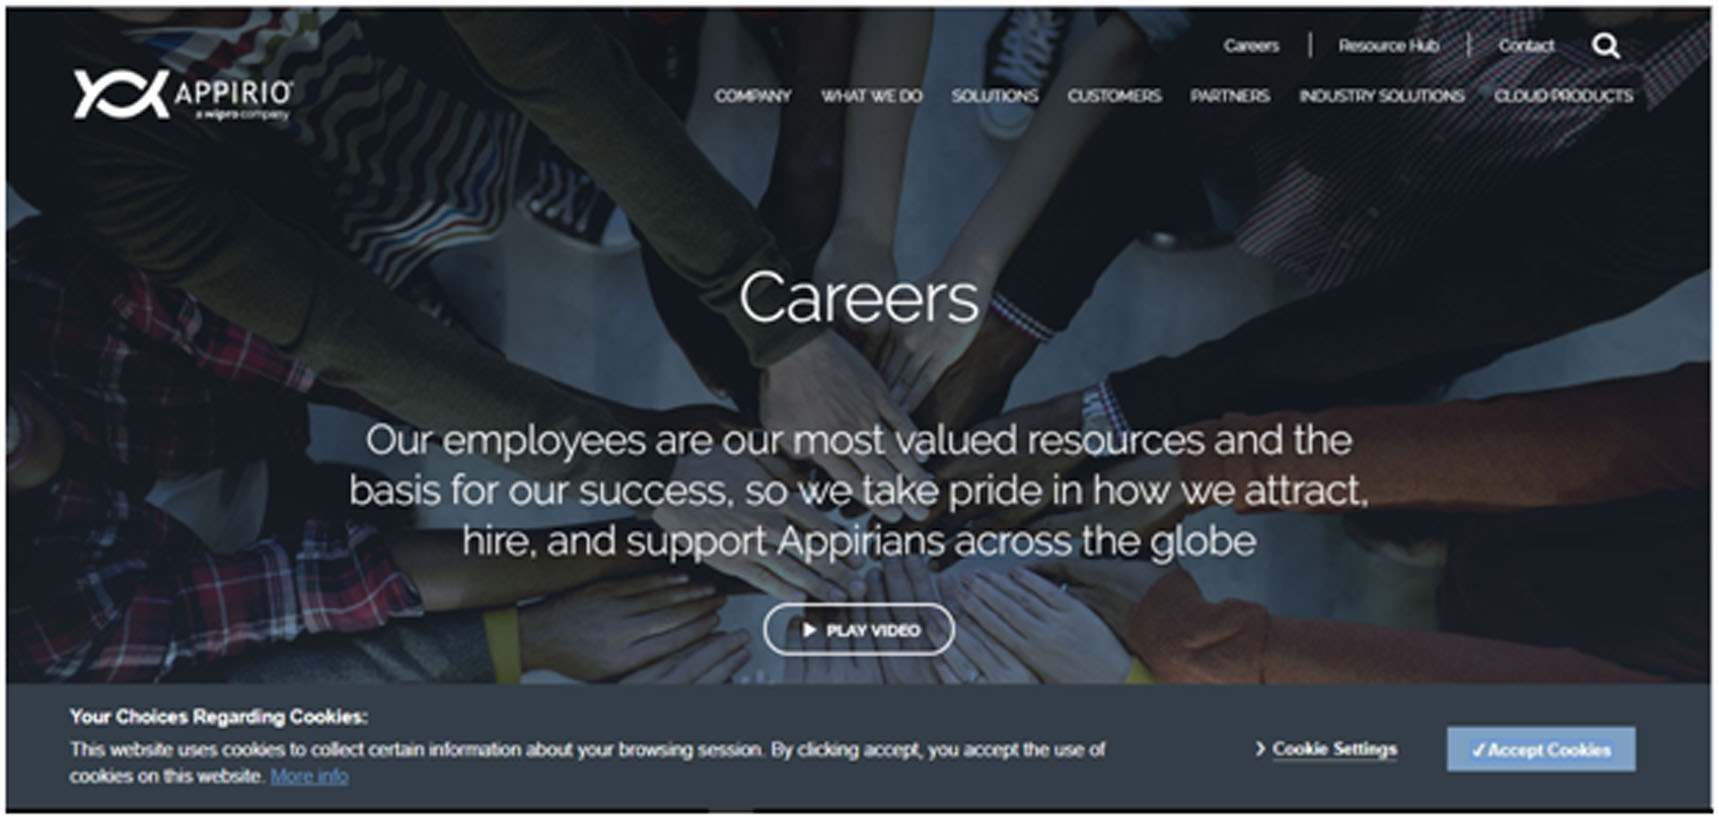 Careers | Resource Hub | Contact
APPIRIO
a wipro company
COMPANY WHAT WE DO SOLUTIONS CUSTOMERS PARTNERS INDUSTRY SOLUTIONS CLOUD PRODUCTS
Careers
Our employees are our most valued resources and the
basis for our success, so we take pride in how we attract,
hire, and support Appirians across the globe
PLAY VIDEO
Your Choices Regarding Cookies:
This website uses cookies to collect certain information about your browsing session. By clicking accept, you accept the use of
cookies on this website. More info
Cookie Settings
✓ Accept Cookies